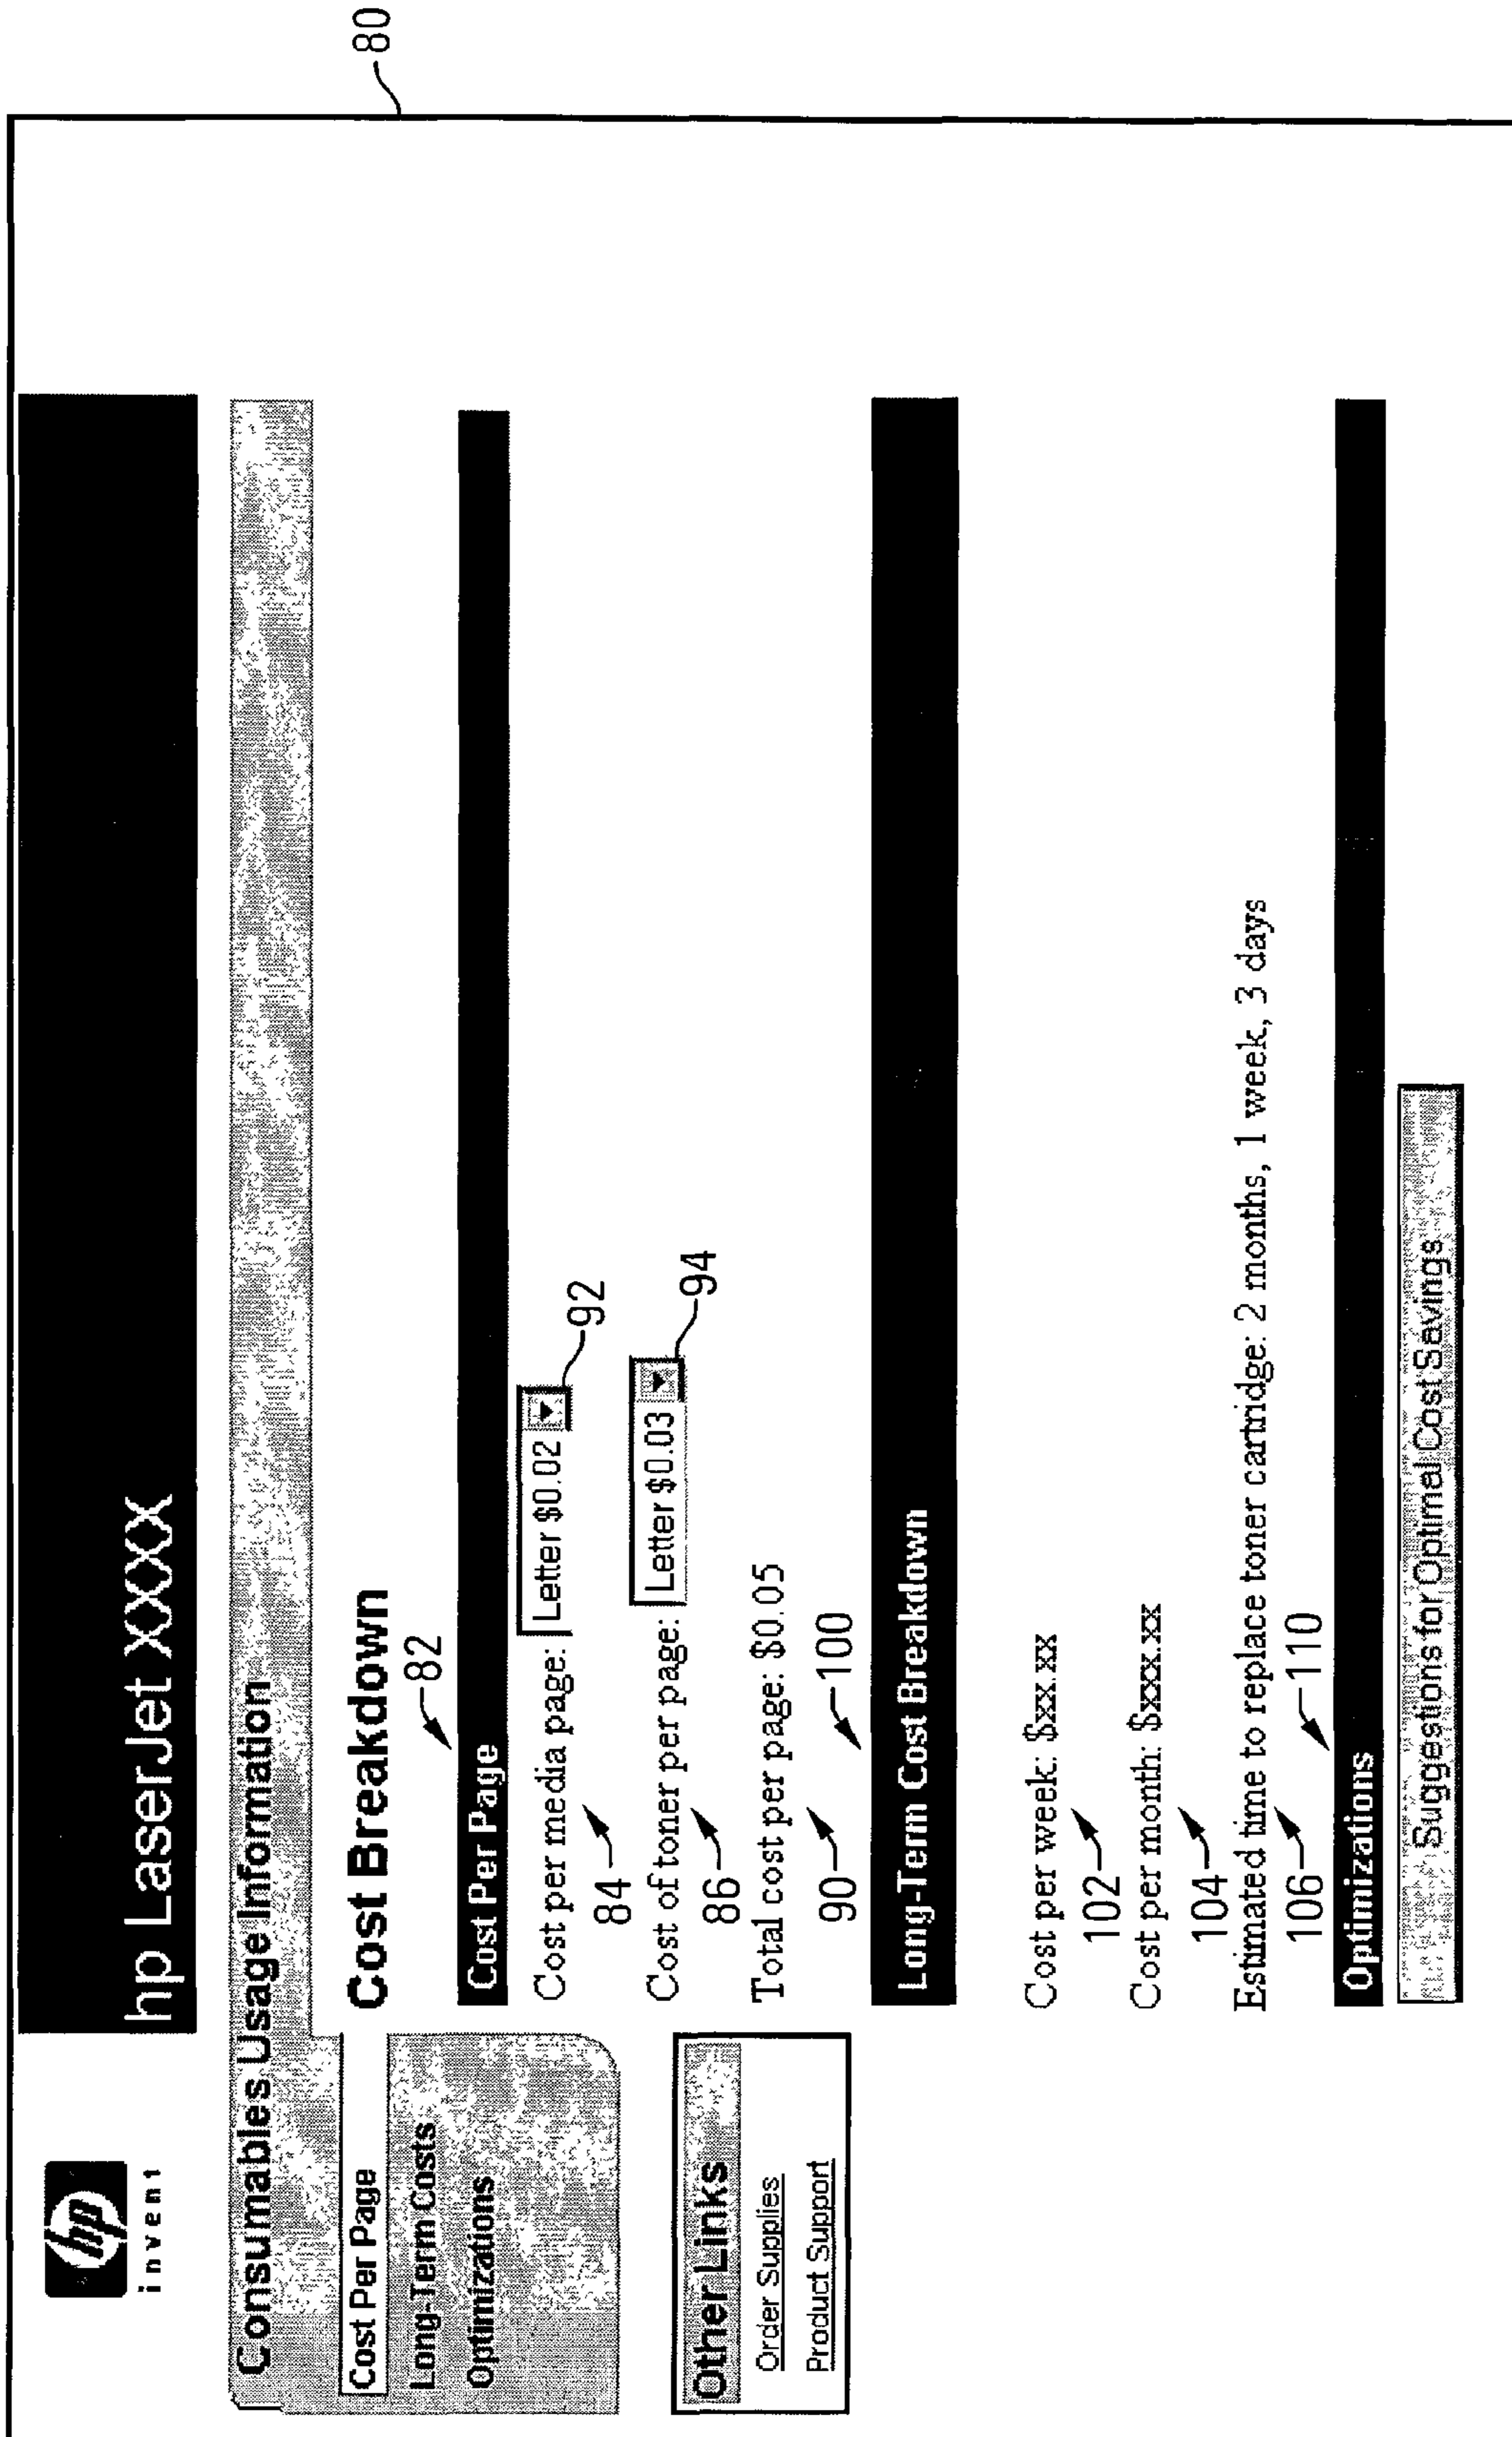 hp
invent
hp LaserJet XXXX
80
Consumables Usage Information
Cost Per Page
Long-Term Costs
Optimizations
Other Links
Order Supplies
Product Support
Cost Breakdown
82
Cost Per Page
Cost per media page: Letter $0.02
84
92
Cost of toner per page: Letter $0.03
86
94
Total cost per page: $0.05
90
100
Long-Term Cost Breakdown
Cost per week: $xx.xx
102
Cost per month: $xxx.xx
104
Estimated time to replace toner cartridge: 2 months, 1 week, 3 days
106
110
Optimizations
Suggestions for Optimal Cost Savings